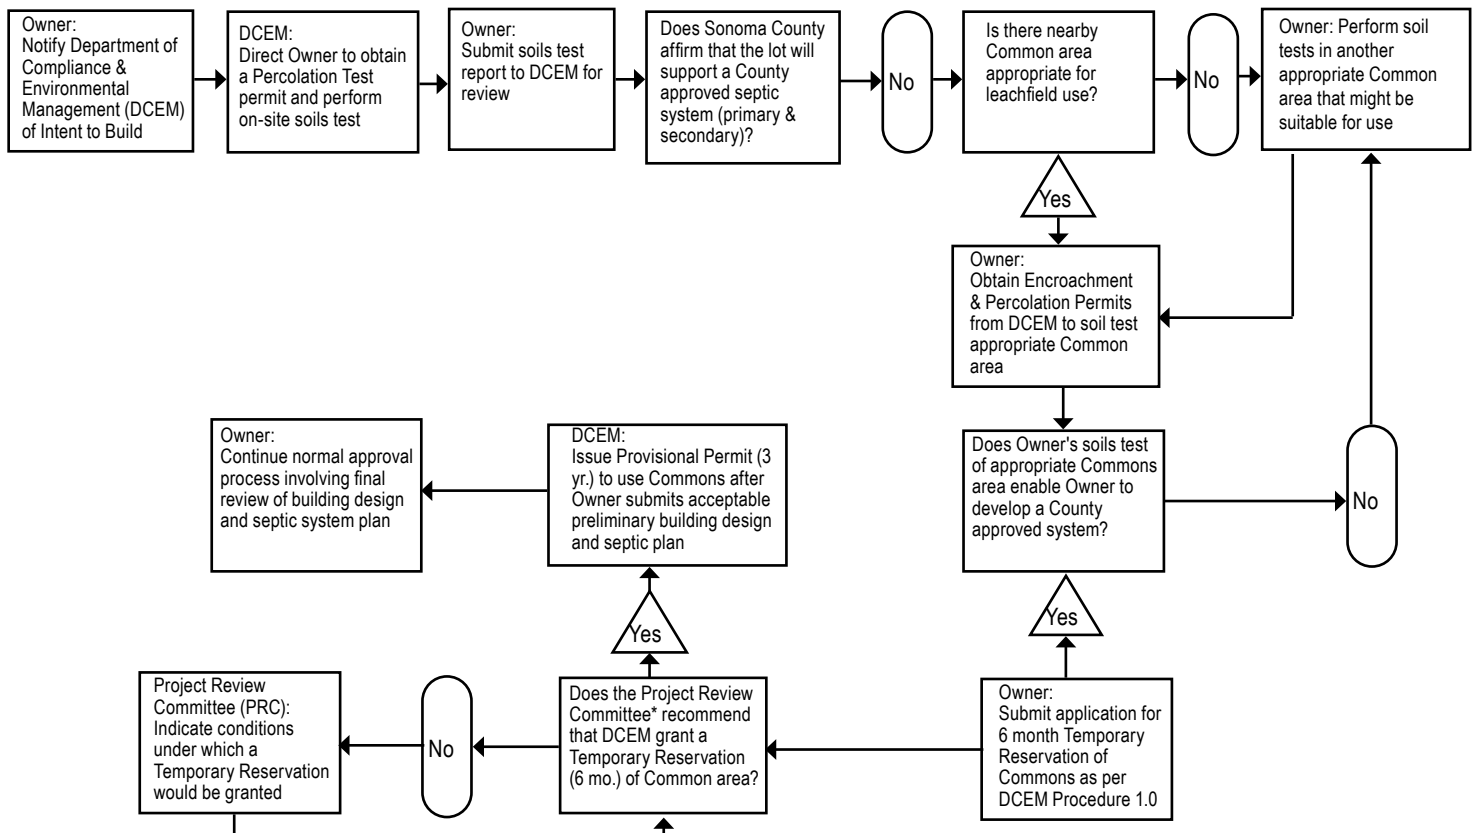 Owner:
Notify Department of
Compliance &
Environmental
Management (DCEM)
of Intent to Build
DCEM:
Direct Owner to obtain
a Percolation Test
permit and perform
on-site soils test
Owner:
Submit soils test
report to DCEM for
review
Does Sonoma County
affirm that the lot will
support a County
approved septic
system (primary &
secondary)?
No
Is there nearby
Common area
appropriate for
leachfield use?
No
Owner: Perform soil
tests in another
appropriate Common
area that might be
suitable for use
Yes
Owner:
Obtain Encroachment
& Percolation Permits
from DCEM to soil test
appropriate Common
area
Does Owner's soils test
of appropriate Commons
area enable Owner to
develop a County
approved system?
No
Yes
Owner:
Submit application for
6 month Temporary
Reservation of
Commons as per
DCEM Procedure 1.0
Does the Project Review
Committee* recommend
that DCEM grant a
Temporary Reservation
(6 mo.) of Common area?
Yes
DCEM:
Issue Provisional Permit (3
yr.) to use Commons after
Owner submits acceptable
preliminary building design
and septic plan
Owner:
Continue normal approval
process involving final
review of building design
and septic system plan
No
Project Review
Committee (PRC):
Indicate conditions
under which a
Temporary Reservation
would be granted